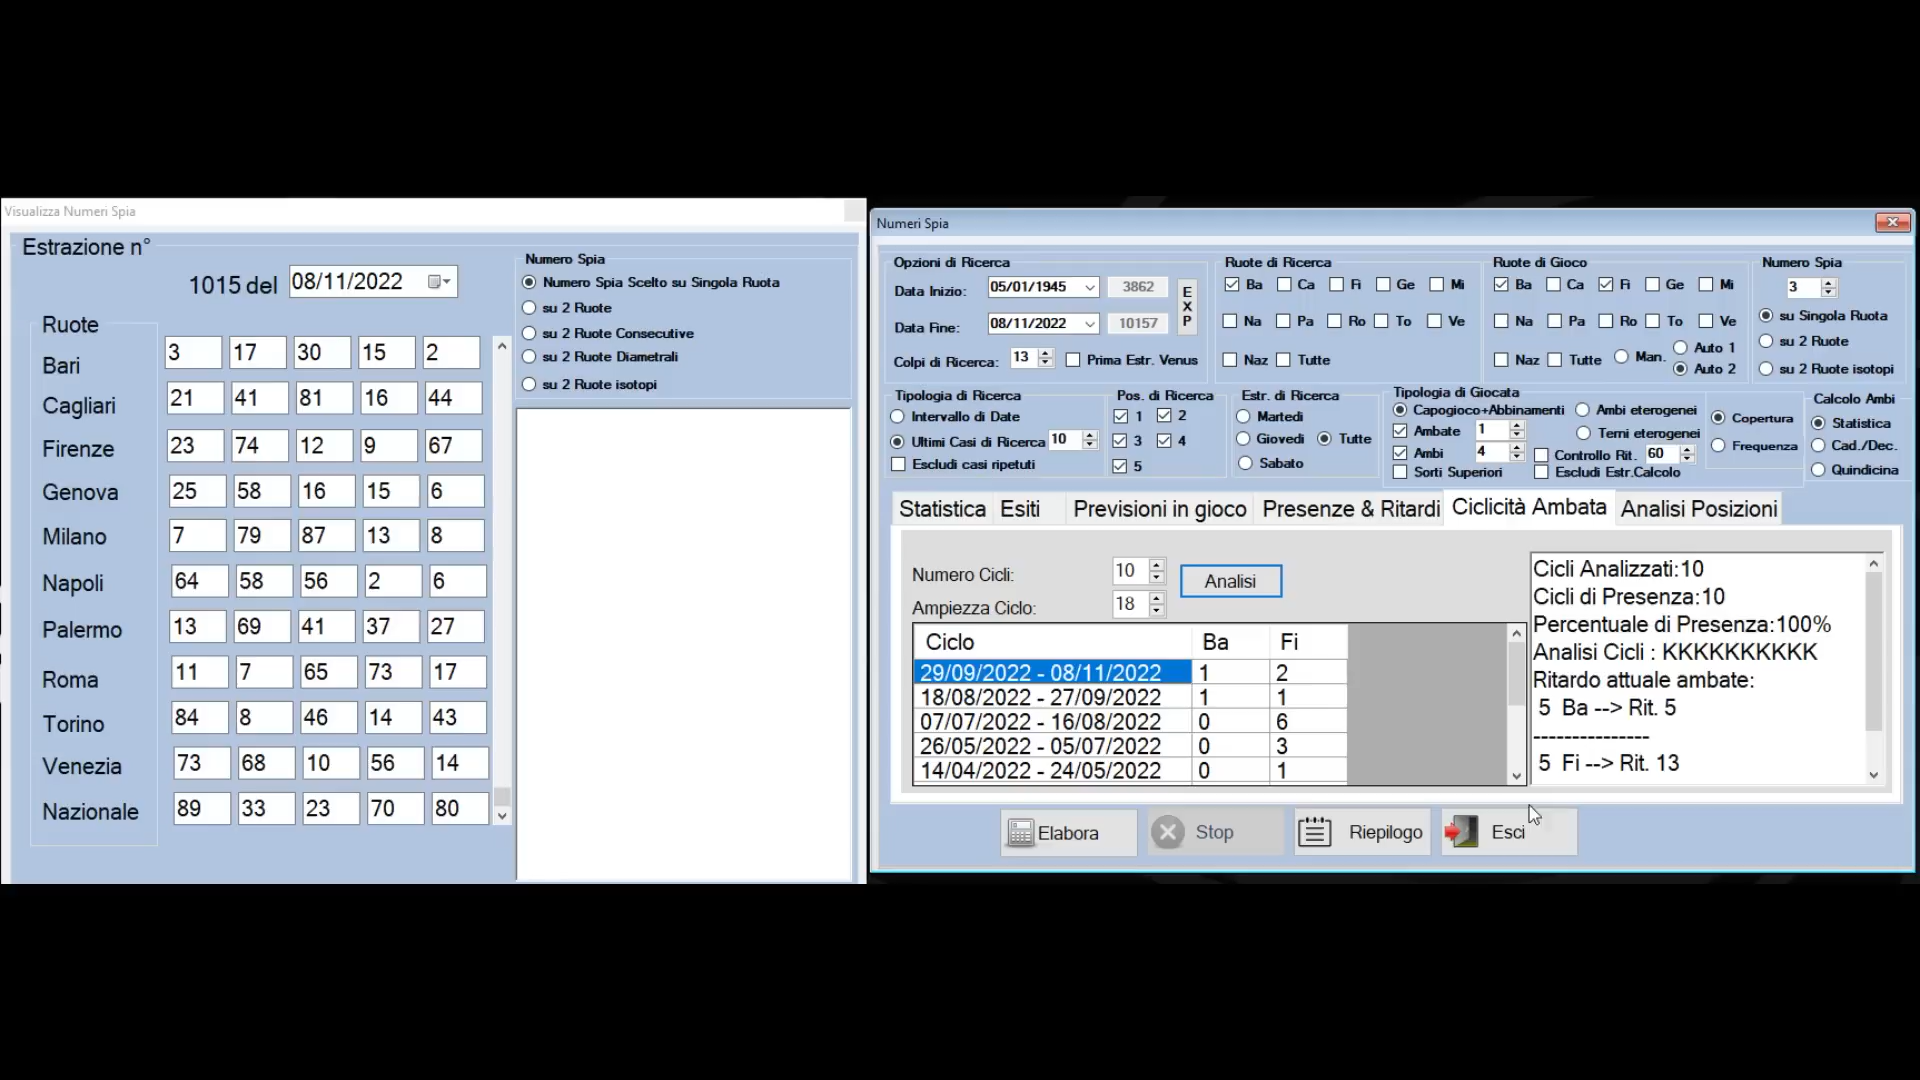 Visualizza Numeri Spia
Estrazione n°
1015 del 08/11/2022
Ruote
Bari 3 17 30 15 2
Cagliari 21 41 81 16 44
Firenze 23 74 12 9 67
Genova 25 58 16 15 6
Milano 7 79 87 13 8
Napoli 64 58 56 2 6
Palermo 13 69 41 37 27
Roma 11 7 65 73 17
Torino 84 8 46 14 43
Venezia 73 68 10 56 14
Nazionale 89 33 23 70 80
Numero Spia
Numero Spia Scelto su Singola Ruota
su 2 Ruote
su 2 Ruote Consecutive
su 2 Ruote Diametrali
su 2 Ruote isotopi
Numeri Spia
Opzioni di Ricerca
Data Inizio: 05/01/1945 3862
Data Fine: 08/11/2022 10157
EXP
Colpi di Ricerca: 13 Prima Estr. Venus
Ruote di Ricerca
Ba Ca Fi Ge Mi
Na Pa Ro To Ve
Naz Tutte
Ruote di Gioco
Ba Ca Fi Ge Mi
Na Pa Ro To Ve
Naz Tutte Man. Auto 1
Auto 2
Numero Spia
3
su Singola Ruota
su 2 Ruote
su 2 Ruote isotopi
Tipologia di Ricerca
Intervallo di Date
Ultimi Casi di Ricerca 10
Escludi casi ripetuti
Pos. di Ricerca
1 2
3 4
5
Estr. di Ricerca
Martedi
Giovedi Tutte
Sabato
Tipologia di Giocata
Capogioco+Abbinamenti Ambi eterogenei
Ambate 1 Terni eterogenei
Ambi 4 Controllo Rit. 60
Sorti Superiori Escludi Estr.Calcolo
Copertura
Frequenza
Calcolo Ambi
Statistica
Cad./Dec.
Quindicina
Statistica Esiti Previsioni in gioco Presenze & Ritardi Ciclicità Ambata Analisi Posizioni
Numero Cicli: 10
Analisi
Ampiezza Ciclo: 18
Ciclo Ba Fi
29/09/2022 - 08/11/2022 1 2
18/08/2022 - 27/09/2022 1 1
07/07/2022 - 16/08/2022 0 6
26/05/2022 - 05/07/2022 0 3
14/04/2022 - 24/05/2022 0 1
Cicli Analizzati:10
Cicli di Presenza:10
Percentuale di Presenza:100%
Analisi Cicli : KKKKKKKKKK
Ritardo attuale ambate:
5 Ba --> Rit. 5
---------------
5 Fi --> Rit. 13
Elabora Stop Riepilogo Esci